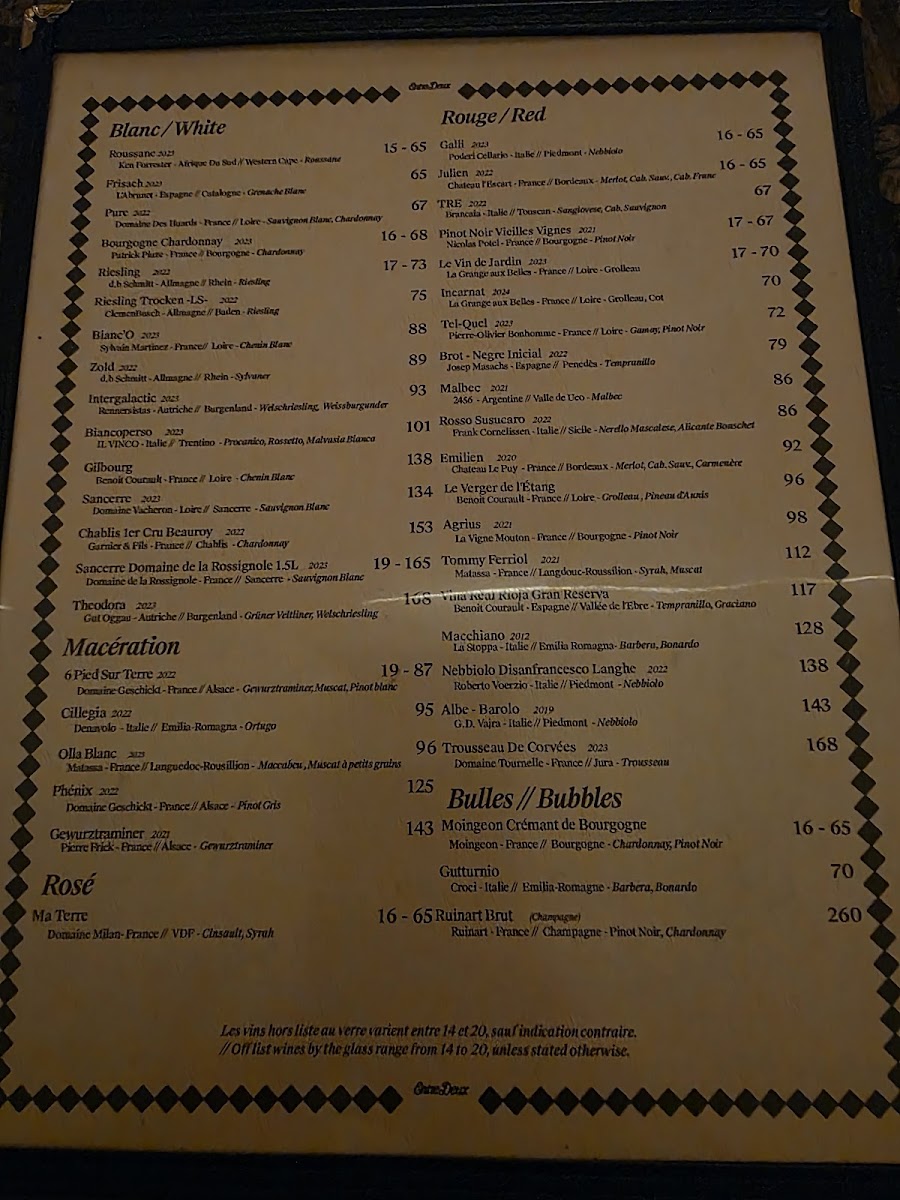 Entre Deux
Blanc / White
Roussane 2023 15 - 65
Ken Forrester - Afrique Du Sud // Western Cape - Roussane
Frisach 2023 65
L'Abrunet - Espagne // Catalogne - Grenache Blanc
Pure 2022 67
Domaine Des Huards - France // Loire - Sauvignon Blanc, Chardonnay
Bourgogne Chardonnay 2023 16 - 68
Patrick Piuze - France // Bourgogne - Chardonnay
Riesling 2022 17 - 73
d.b Schmitt - Allmagne // Rhein - Riesling
Riesling Trocken -LS- 2022 75
ClemenBusch - Allmagne // Baden - Riesling
Blanc'O 2023 88
Sylvain Martinez - France// Loire - Chenin Blanc
Zold 2022 89
d.b Schmitt - Allmagne // Rhein - Sylvaner
Intergalactic 2023 93
Rennersistas - Autriche // Burgenland - Welschriesling, Weissburgunder
Biancoperso 2023 101
IL VINCO - Italie // Trentino - Procanico, Rossetto, Malvasia Bianca
Gilbourg 138
Benoit Courault - France // Loire - Chenin Blanc
Sancerre 2023 134
Domaine Vacheron - Loire // Sancerre - Sauvignon Blanc
Chablis 1er Cru Beauroy 2022 153
Garnier & Fils - France // Chablis - Chardonnay
Sancerre Domaine de la Rossignole 1.5L 2023 19 - 165
Domaine de la Rossignole - France // Sancerre - Sauvignon Blanc
Theodora 2023 168
Gut Oggau - Autriche // Burgenland - Grüner Veltliner, Welschriesling
Macération
6 Pied Sur Terre 2022 19 - 87
Domaine Geschickt - France // Alsace - Gewurztraminer, Muscat, Pinot blanc
Cillegia 2022 95
Denavolo - Italie // Emilia-Romagna - Ortugo
Olla Blanc 2023 96
Matassa - France // Languedoc-Rousillion - Maccabeu, Muscat à petits grains
Phénix 2022 125
Domaine Geschickt - France // Alsace - Pinot Gris
Gewurztraminer 2021 143
Pierre Frick - France // Alsace - Gewurztraminer
Rosé
Ma Terre 16 - 65
Domaine Milan- France // VDF - Cinsault, Syrah
Rouge / Red
Galli 2023 16 - 65
Poderi Cellario - Italie // Piedmont - Nebbiolo
Julien 2022 16 - 65
Chateau l'Escart - France // Bordeaux - Merlot, Cab. Sauv., Cab. Franc
TRE 2022 67
Brancaia - Italie // Touscan - Sangiovese, Cab. Sauvignon
Pinot Noir Vieilles Vignes 2021 17 - 67
Nicolas Potel - France // Bourgogne - Pinot Noir
Le Vin de Jardin 2023 17 - 70
La Grange aux Belles - France // Loire - Grolleau
Incarnat 2024 70
La Grange aux Belles - France // Loire - Grolleau, Cot
Tel-Quel 2023 72
Pierre-Olivier Bonhomme - France // Loire - Gamay, Pinot Noir
Brot - Negre Inicial 2022 79
Josep Masachs - Espagne // Penedès - Tempranillo
Malbec 2021 86
2486 - Argentine // Valle de Uco - Malbec
Rosso Susucaro 2022 86
Frank Cornelissen - Italie // Sicile - Nerello Mascalese, Alicante Bouschet
Emilien 2020 92
Chateau Le Puy - France // Bordeaux - Merlot, Cab. Sauv., Carmenère
Le Verger de l'Étang 96
Benoit Courault - France // Loire - Grolleau, Pineau d'Aunis
Agrius 2021 98
La Vigne Mouton - France // Bourgogne - Pinot Noir
Tommy Ferriol 2021 112
Matassa - France // Langdouc-Roussilion - Syrah, Muscat
Vina Real Rioja Gran Reserva 117
Benoit Courault - Espagne // Vallée de l'Ebre - Tempranillo, Graciano
Macchiano 2012 128
La Stoppa - Italie // Emilia Romagna- Barbera, Bonardo
Nebbiolo Disanfrancesco Langhe 2022 138
Roberto Voerzio - Italie // Piedmont - Nebbiolo
Albe - Barolo 2019 143
G.D. Vajra - Italie // Piedmont - Nebbiolo
Trousseau De Corvées 2023 168
Domaine Tournelle - France // Jura - Trousseau
Bulles // Bubbles
Moingeon Crémant de Bourgogne 16 - 65
Moingeon - France // Bourgogne - Chardonnay, Pinot Noir
Gutturnio 70
Croci - Italie // Emilia-Romagne - Barbera, Bonardo
Ruinart Brut (Champagne) 260
Ruinart - France // Champagne - Pinot Noir, Chardonnay
Les vins hors liste au verre varient entre 14 et 20, sauf indication contraire.
// Off list wines by the glass range from 14 to 20, unless stated otherwise.
Entre Deux